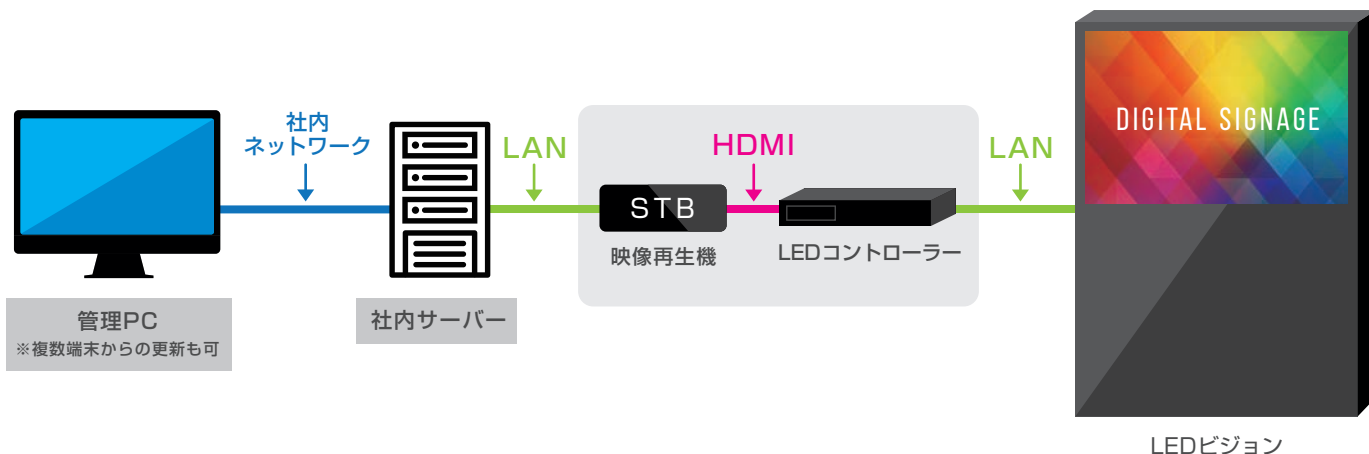 社内
ネットワーク
LAN
HDMI
LAN
DIGITAL SIGNAGE
STB
映像再生機
LEDコントローラー
管理PC
※複数端末からの更新も可
社内サーバー
LEDビジョン